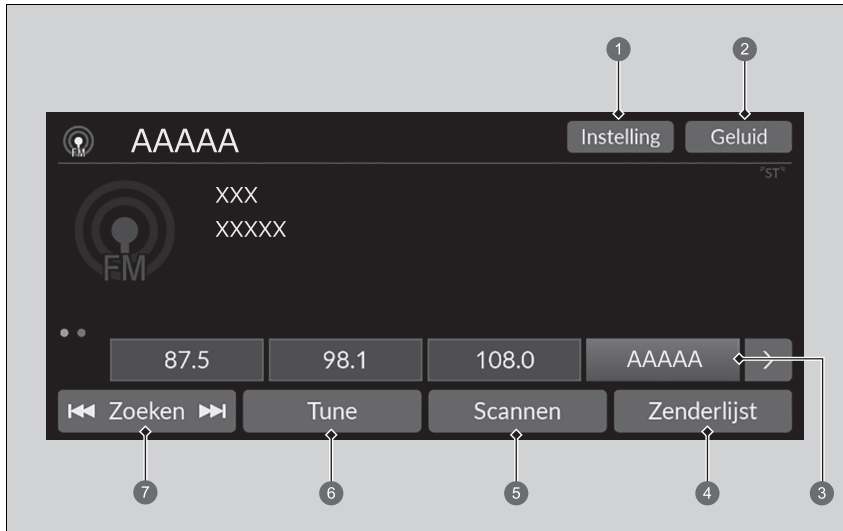 1 2
FM AAAAA Instelling Geluid
ST
XXX
XXXXX
FM
87.5 98.1 108.0 AAAAA >
Zoeken Tune Scannen Zenderlijst
7 6 5 4 3